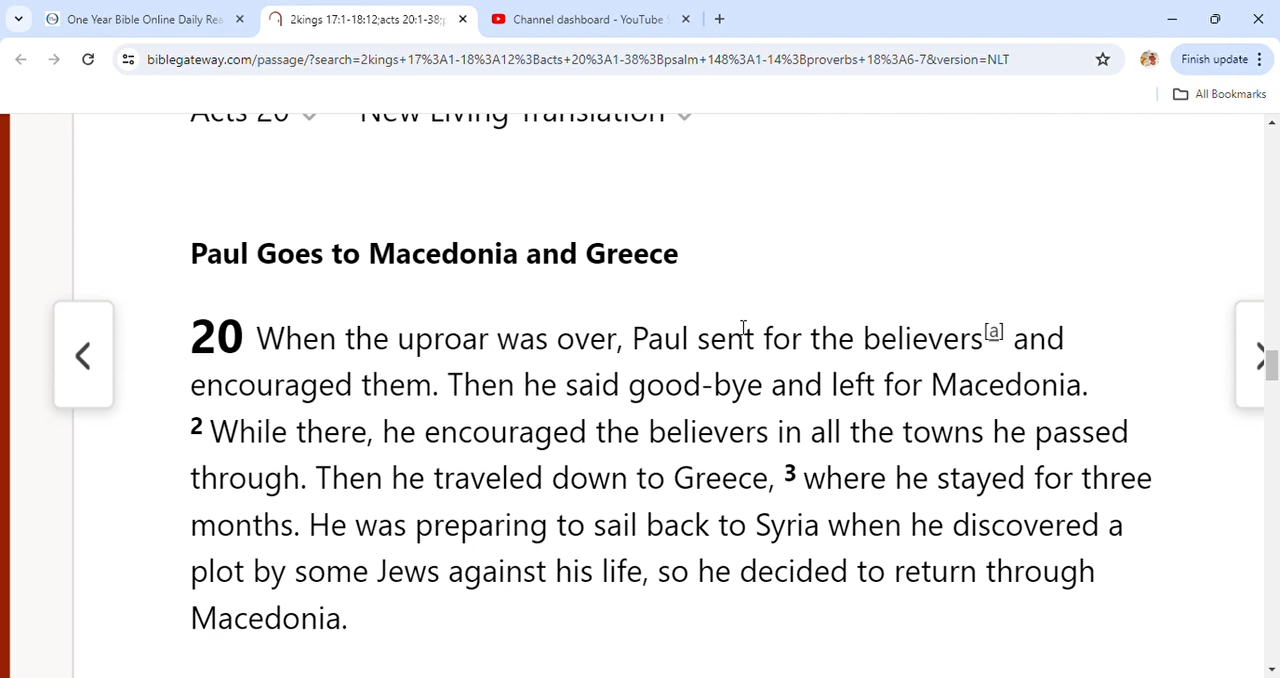 One Year Bible Online Daily Rea
2kings 17:1-18:12;acts 20:1-38;
Channel dashboard - YouTube
biblegateway.com/passage/?search=2kings+17%3A1-18%3A12%3Bacts+20%3A1-38%3Bpsalm+148%3A1-14%3Bproverbs+18%3A6-7&version=NLT
Finish update
All Bookmarks
Acts 20 New Living Translation
Paul Goes to Macedonia and Greece
20 When the uproar was over, Paul sent for the believers[a] and
encouraged them. Then he said good-bye and left for Macedonia.
2 While there, he encouraged the believers in all the towns he passed
through. Then he traveled down to Greece, 3 where he stayed for three
months. He was preparing to sail back to Syria when he discovered a
plot by some Jews against his life, so he decided to return through
Macedonia.